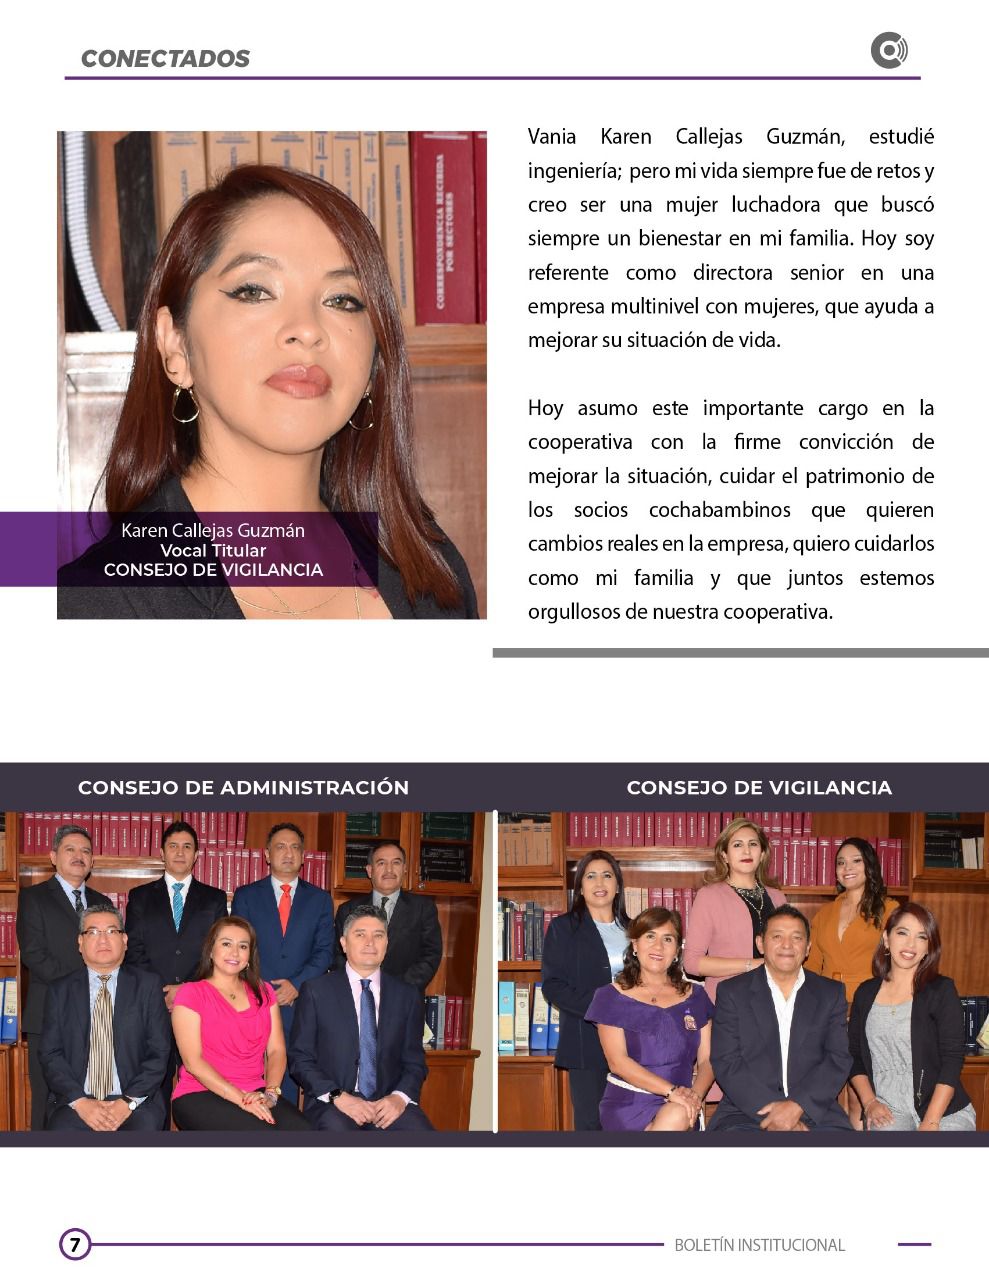 CONECTADOS
Vania Karen Callejas Guzmán, estudié
ingeniería; pero mi vida siempre fue de retos y
creo ser una mujer luchadora que buscó
siempre un bienestar en mi familia. Hoy soy
referente como directora senior en una
empresa multinivel con mujeres, que ayuda a
mejorar su situación de vida.
Hoy asumo este importante cargo en la
cooperativa con la firme convicción de
mejorar la situación, cuidar el patrimonio de
los socios cochabambinos que quieren
cambios reales en la empresa, quiero cuidarlos
como mi familia y que juntos estemos
orgullosos de nuestra cooperativa.
CORRESPONDENCIA RECIBIDA
POR SECTORES
Karen Callejas Guzmán
Vocal Titular
CONSEJO DE VIGILANCIA
CONSEJO DE ADMINISTRACIÓN
CONSEJO DE VIGILANCIA
7
BOLETÍN INSTITUCIONAL